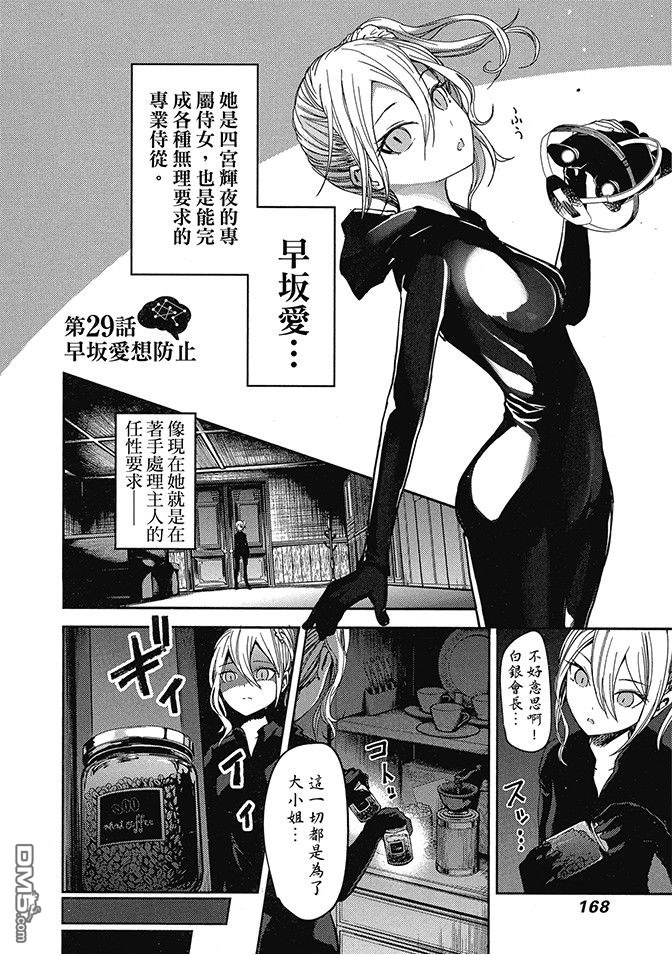 她是四宮輝夜的專
屬侍女，也是能完
成各種無理要求的
專業侍從。
早坂愛…
ふぅ
第29話
早坂愛想防止
像現在她就是在
著手處理主人的
任性要求——
不好意思啊！
白銀會長…
スッ…
コト…
這一切都是為了
大小姐…
ギィィィ
168
DM5
.com